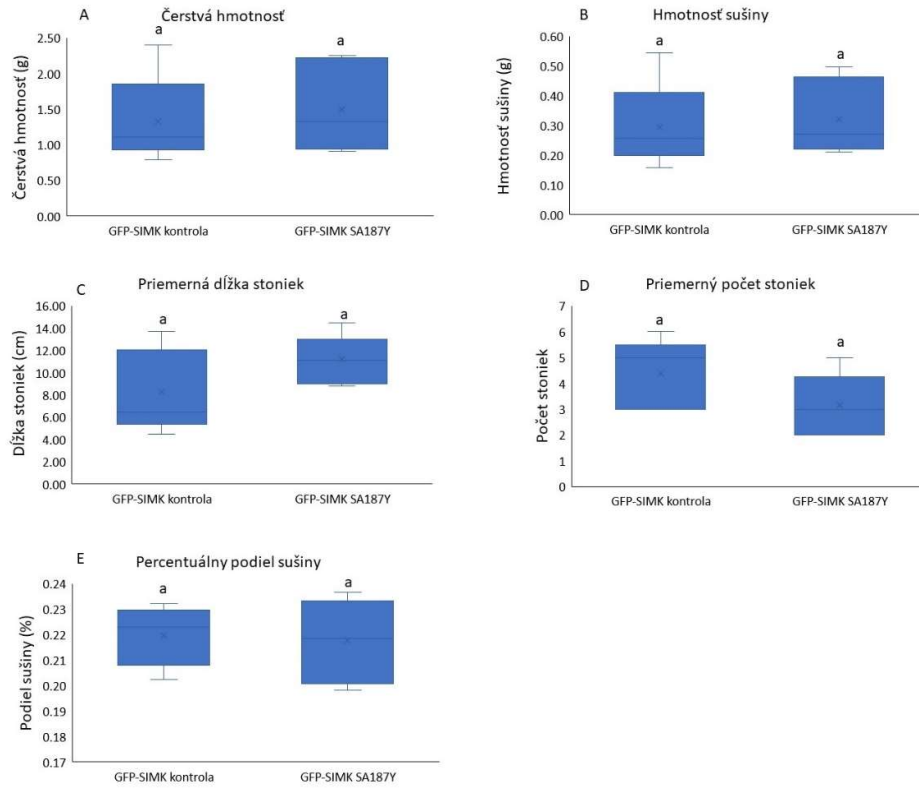 A
Čerstvá hmotnosť
Čerstvá hmotnosť (g)
2.50
2.00
1.50
1.00
0.50
0.00
a
a
GFP-SIMK kontrola
GFP-SIMK SA187Y
B
Hmotnosť sušiny
Hmotnosť sušiny (g)
0.60
0.50
0.40
0.30
0.20
0.10
0.00
a
a
GFP-SIMK kontrola
GFP-SIMK SA187Y
C
Priemerná dĺžka stoniek
Dĺžka stoniek (cm)
16.00
14.00
12.00
10.00
8.00
6.00
4.00
2.00
0.00
a
a
GFP-SIMK kontrola
GFP-SIMK SA187Y
D
Priemerný počet stoniek
Počet stoniek
7
6
5
4
3
2
1
0
a
a
GFP-SIMK kontrola
GFP-SIMK SA187Y
E
Percentuálny podiel sušiny
Podiel sušiny (%)
0.24
0.23
0.22
0.21
0.20
0.19
0.18
0.17
a
a
GFP-SIMK kontrola
GFP-SIMK SA187Y